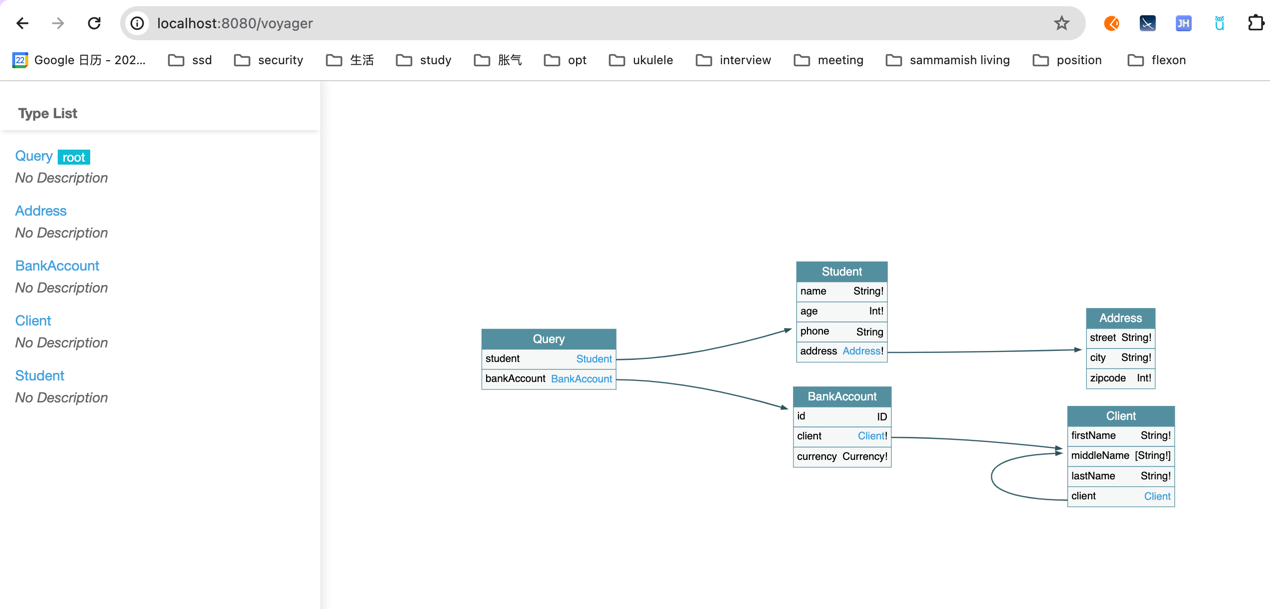 localhost:8080/voyager
JH
22 Google 日历 - 202... ssd security 生活 study 胀气 opt ukulele interview meeting sammamish living position flexon
Type List
Query root
No Description
Address
No Description
BankAccount
No Description
Client
No Description
Student
No Description
Query
student Student
bankAccount BankAccount
Student
name String!
age Int!
phone String
address Address!
BankAccount
id ID
client Client!
currency Currency!
Address
street String!
city String!
zipcode Int!
Client
firstName String!
middleName [String!]
lastName String!
client Client